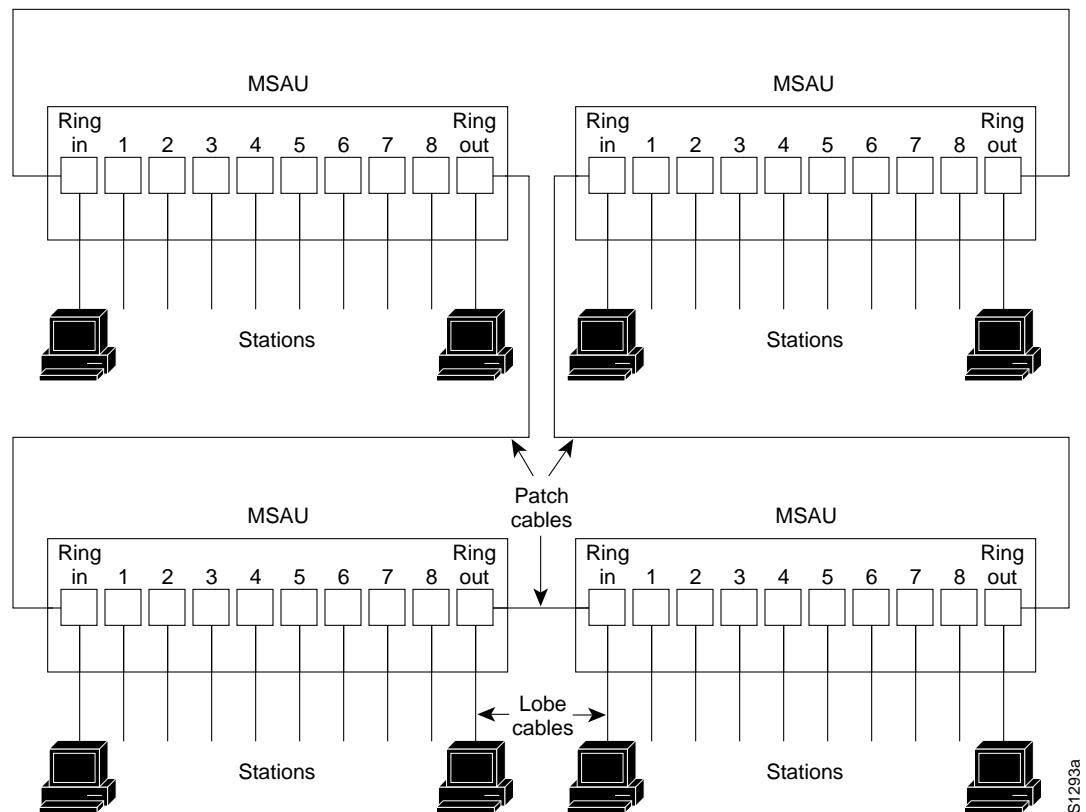 MSAU
MSAU
Ring in 1 2 3 4 5 6 7 8 Ring out
Ring in 1 2 3 4 5 6 7 8 Ring out
Stations
Stations
Patch
cables
MSAU
MSAU
Ring in 1 2 3 4 5 6 7 8 Ring out
Ring in 1 2 3 4 5 6 7 8 Ring out
Lobe
cables
Stations
Stations
S1293a